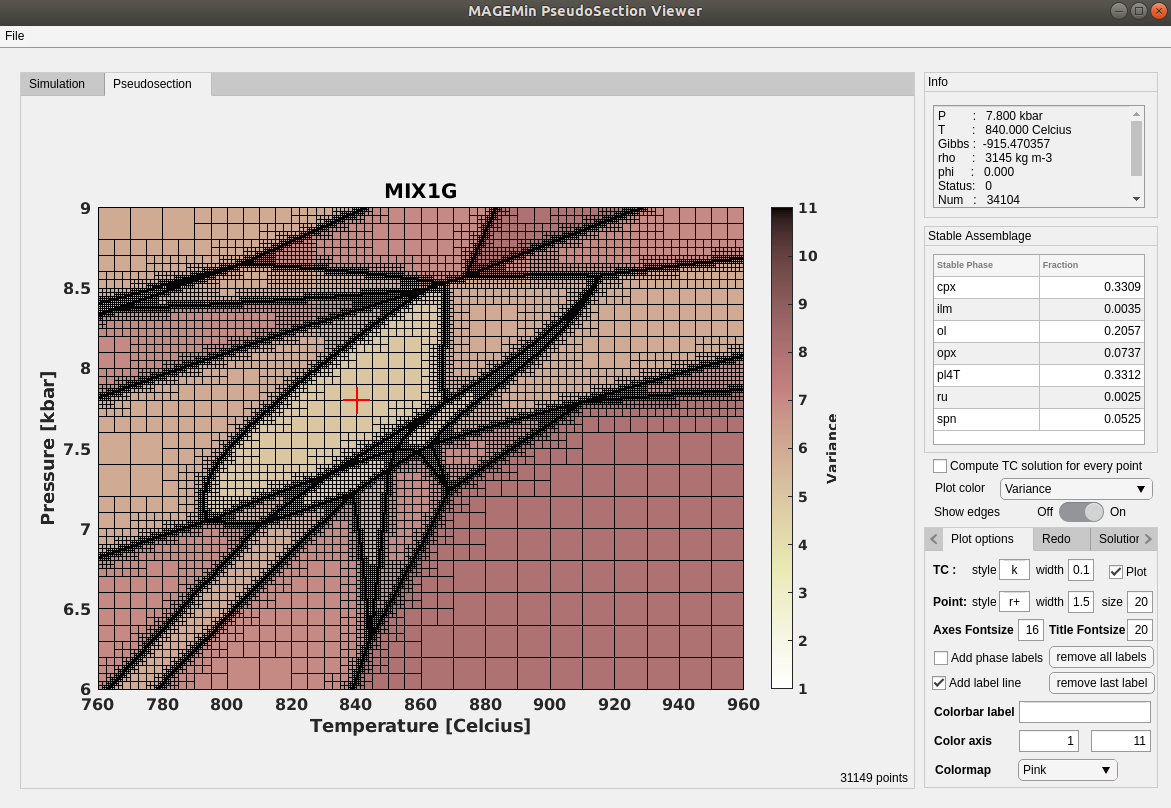 MAGEMin PseudoSection Viewer
File
Simulation
Pseudosection
MIX1G
9
8.5
8
7.5
7
6.5
6
Pressure [kbar]
760
780
800
820
840
860
880
900
920
940
960
Temperature [Celcius]
11
10
9
8
7
6
5
4
3
2
1
Variance
31149 points
Info
P : 7.800 kbar
T : 840.000 Celcius
Gibbs : -915.470357
rho : 3145 kg m-3
phi : 0.000
Status: 0
Num : 34104
Stable Assemblage
Stable Phase Fraction
cpx 0.3309
ilm 0.0035
ol 0.2057
opx 0.0737
pl4T 0.3312
ru 0.0025
spn 0.0525
Compute TC solution for every point
Plot color Variance
Show edges Off On
Plot options Redo Solution
TC : style k width 0.1 Plot
Point: style r+ width 1.5 size 20
Axes Fontsize 16 Title Fontsize 20
Add phase labels remove all labels
Add label line remove last label
Colorbar label
Color axis 1 11
Colormap Pink